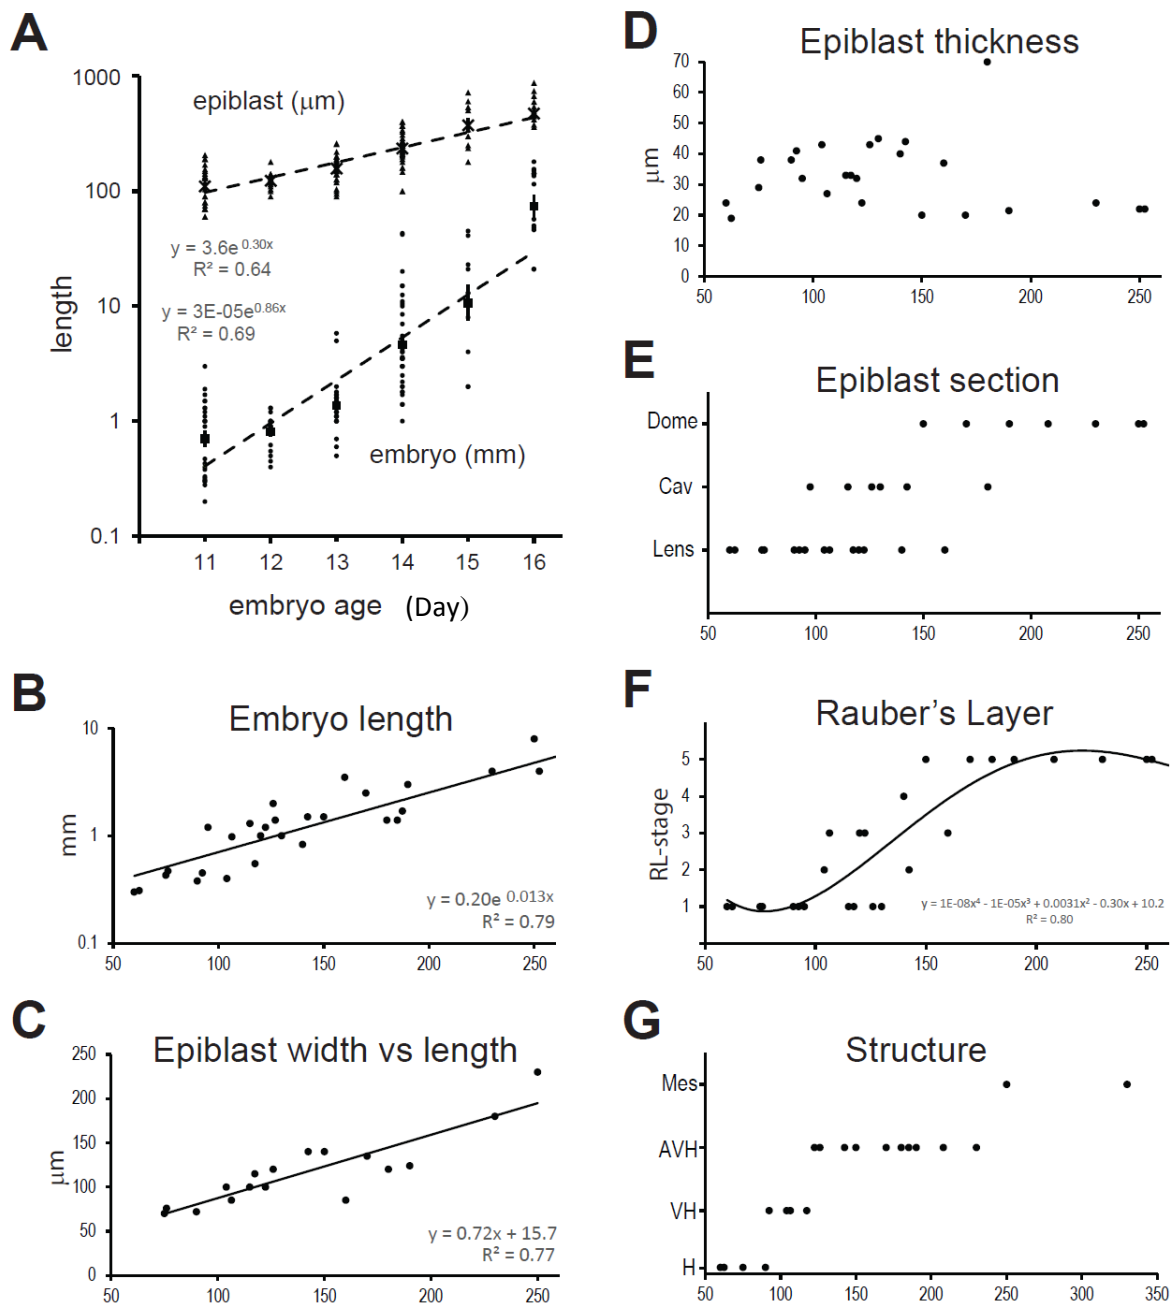 A
1000
100
10
1
0.1
length
epiblast (µm)
y = 3.6e 0.30x
R² = 0.64
y = 3E-05e0.86x
R² = 0.69
embryo (mm)
11 12 13 14 15 16
embryo age (Day)
B
Embryo length
10
1
0.1
mm
y = 0.20e 0.013x
R² = 0.79
50 100 150 200 250
C
Epiblast width vs length
250
200
150
100
50
0
µm
y = 0.72x + 15.7
R² = 0.77
50 100 150 200 250
D
Epiblast thickness
70
60
50
40
30
20
10
0
µm
50 100 150 200 250
E
Epiblast section
Dome
Cav
Lens
50 100 150 200 250
F
Rauber's Layer
5
4
3
2
1
RL-stage
y = 1E-08x⁴ - 1E-05x³ + 0.0031x² - 0.30x + 10.2
R² = 0.80
50 100 150 200 250
G
Structure
Mes
AVH
VH
H
50 100 150 200 250 300 350